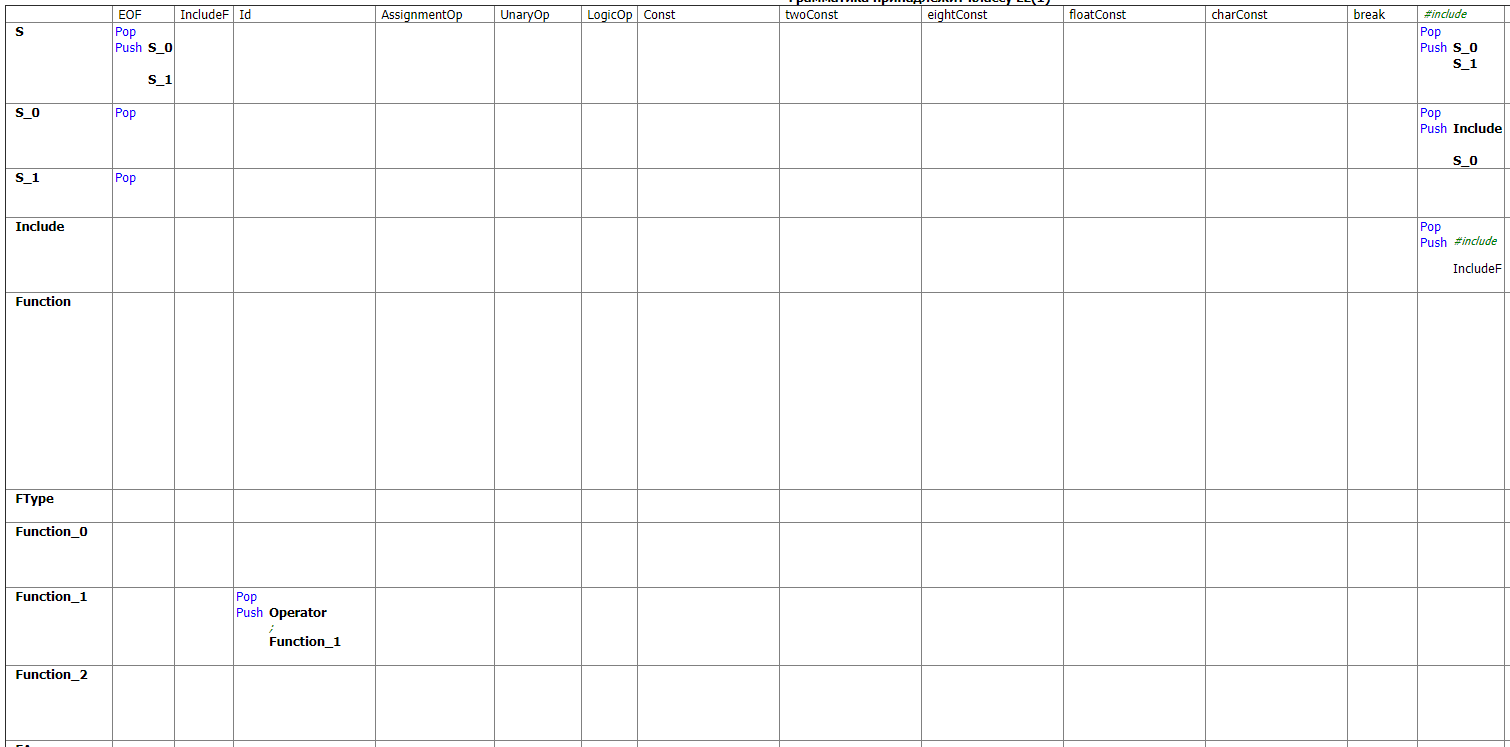 EOF IncludeF Id AssignmentOp UnaryOp LogicOp Const twoConst eightConst floatConst charConst break #include
S Pop Pop
Push S_0 Push S_0
S_1
S_1
S_0 Pop Pop
Push Include
S_0
S_1 Pop
Include Pop
Push #include
IncludeF
Function
FType
Function_0
Function_1 Pop
Push Operator
;
Function_1
Function_2